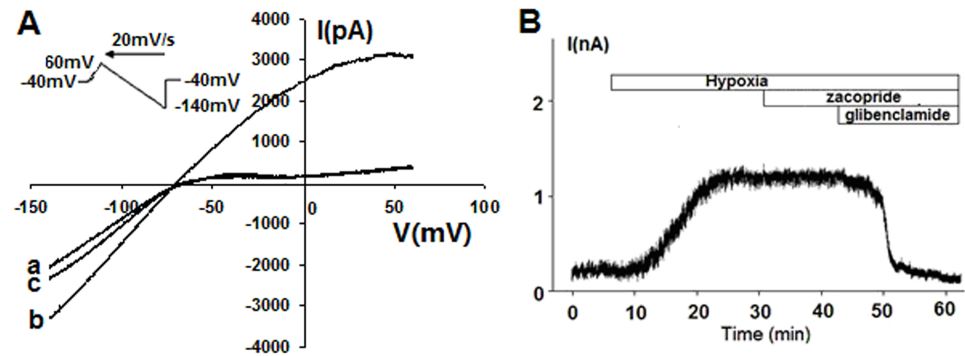 A
I(pA)
20mV/s
60mV
-40mV
-40mV
-140mV
4000
3000
2000
1000
-1000
-2000
-3000
-4000
-150
-100
-50
0
50
100
V(mV)
a
c
b
B
I(nA)
Hypoxia
zacopride
glibenclamide
2
1
0
0
10
20
30
40
50
60
Time (min)